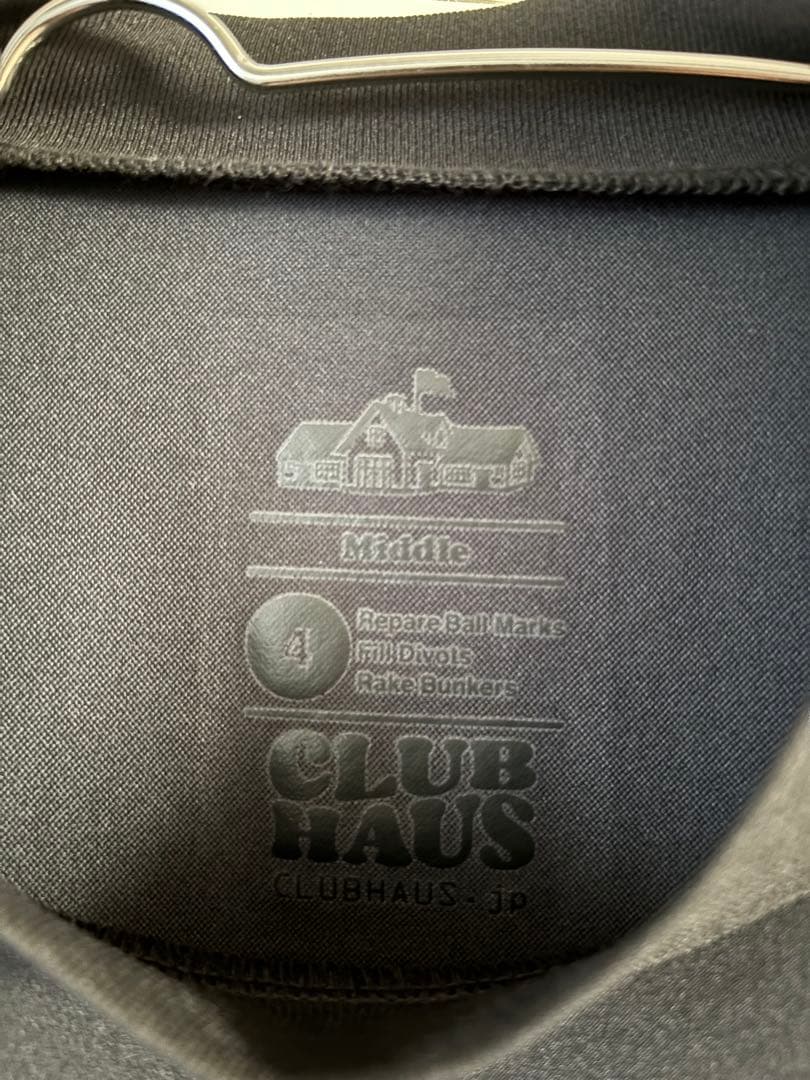 Middle
4
Repare Ball Marks
Fill Divots
Rake Bunkers
CLUB
HAUS
CLUBHAUS.jp